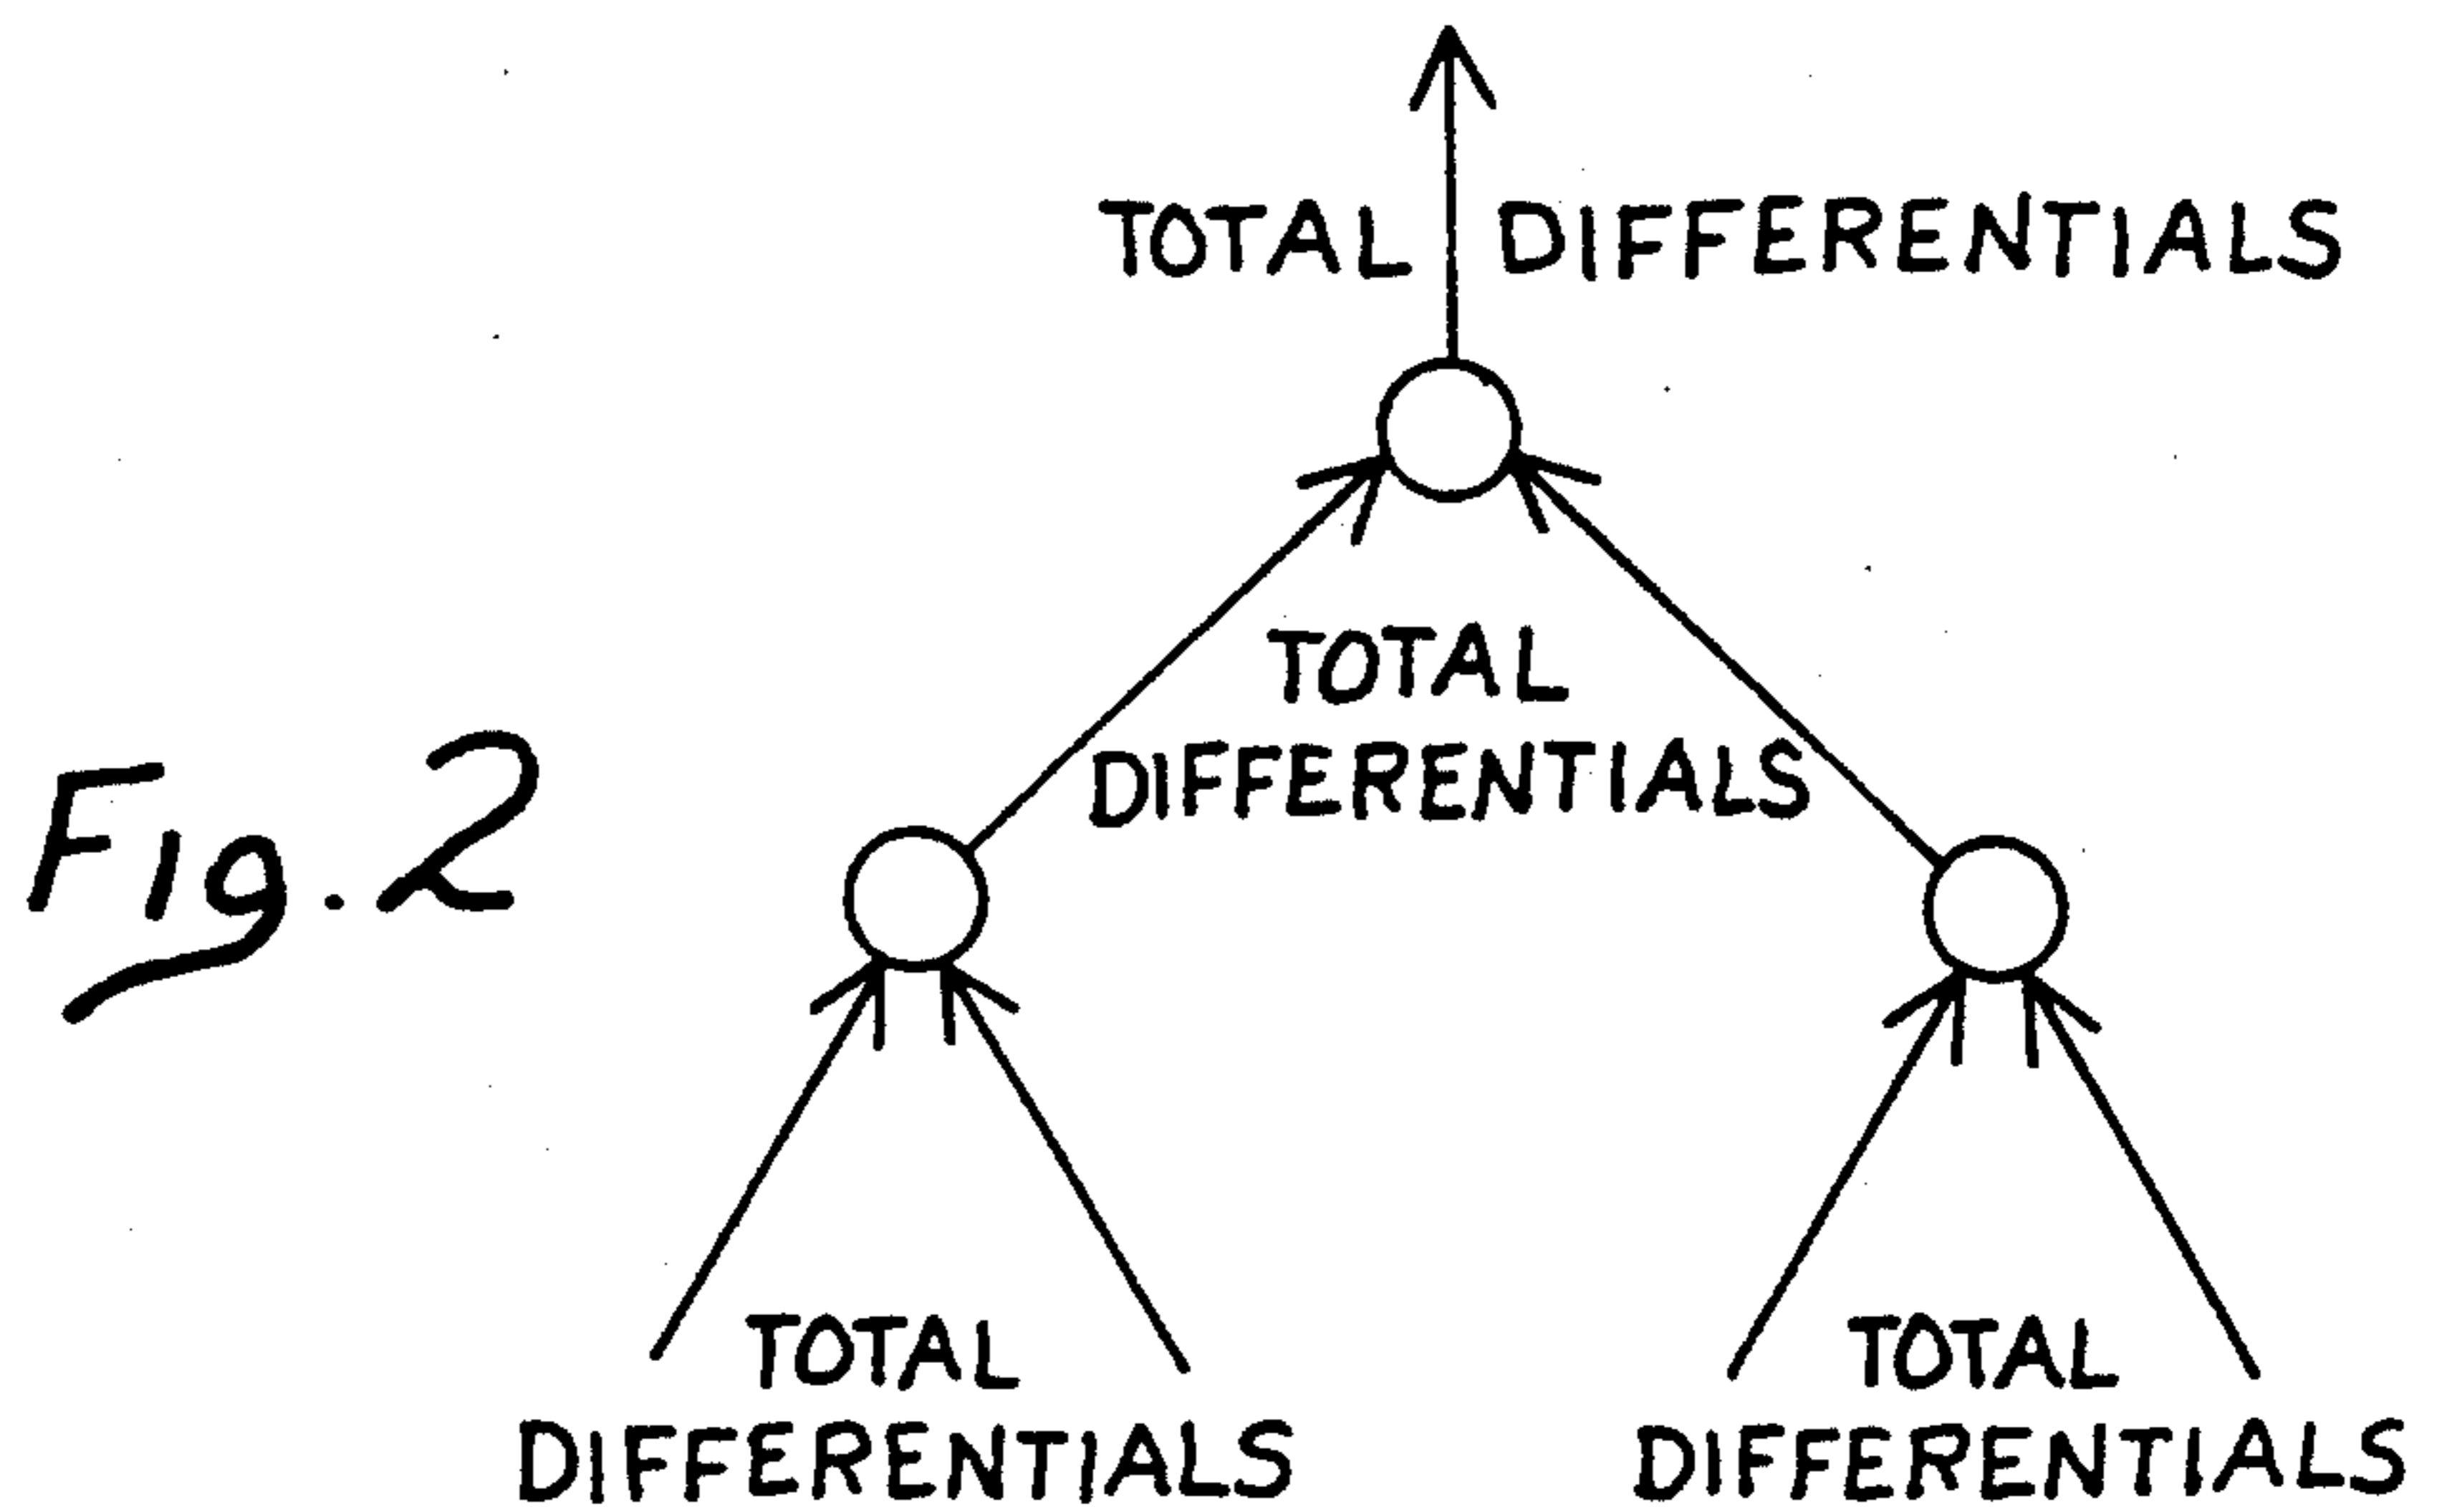 TOTAL DIFFERENTIALS
TOTAL
DIFFERENTIALS
Fig. 2
TOTAL
DIFFERENTIALS
TOTAL
DIFFERENTIALS